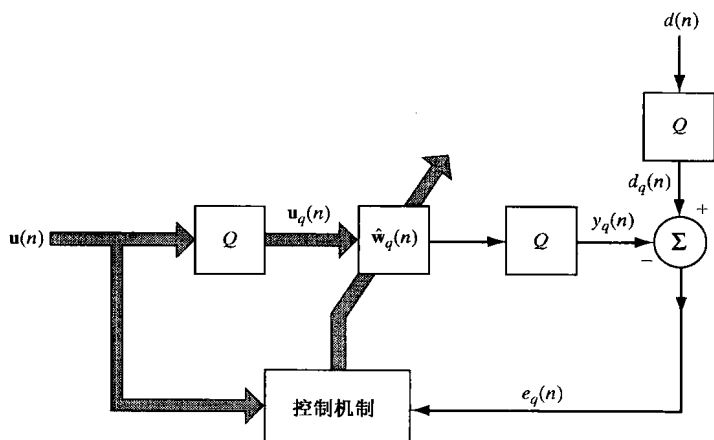 d(n)
Q
d_q(n)
+
u(n)
Q
u_q(n)
ŵ_q(n)
Q
y_q(n)
Σ
−
控制机制
e_q(n)